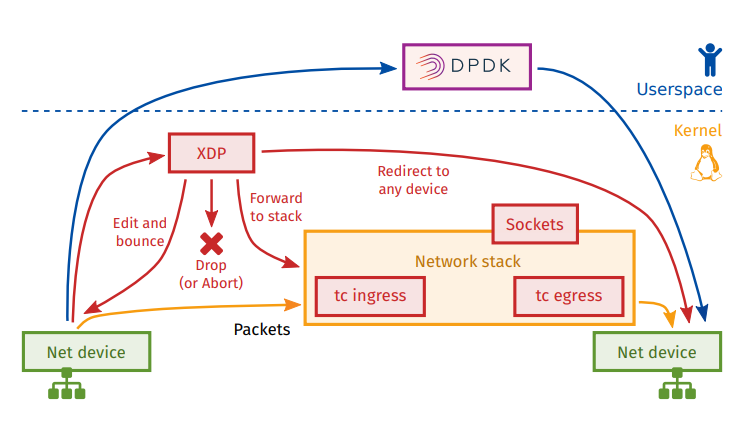 DPDK
Userspace
Kernel
XDP
Redirect to
any device
Edit and
bounce
Forward
to stack
Drop
(or Abort)
Sockets
Network stack
tc ingress
tc egress
Packets
Net device
Net device